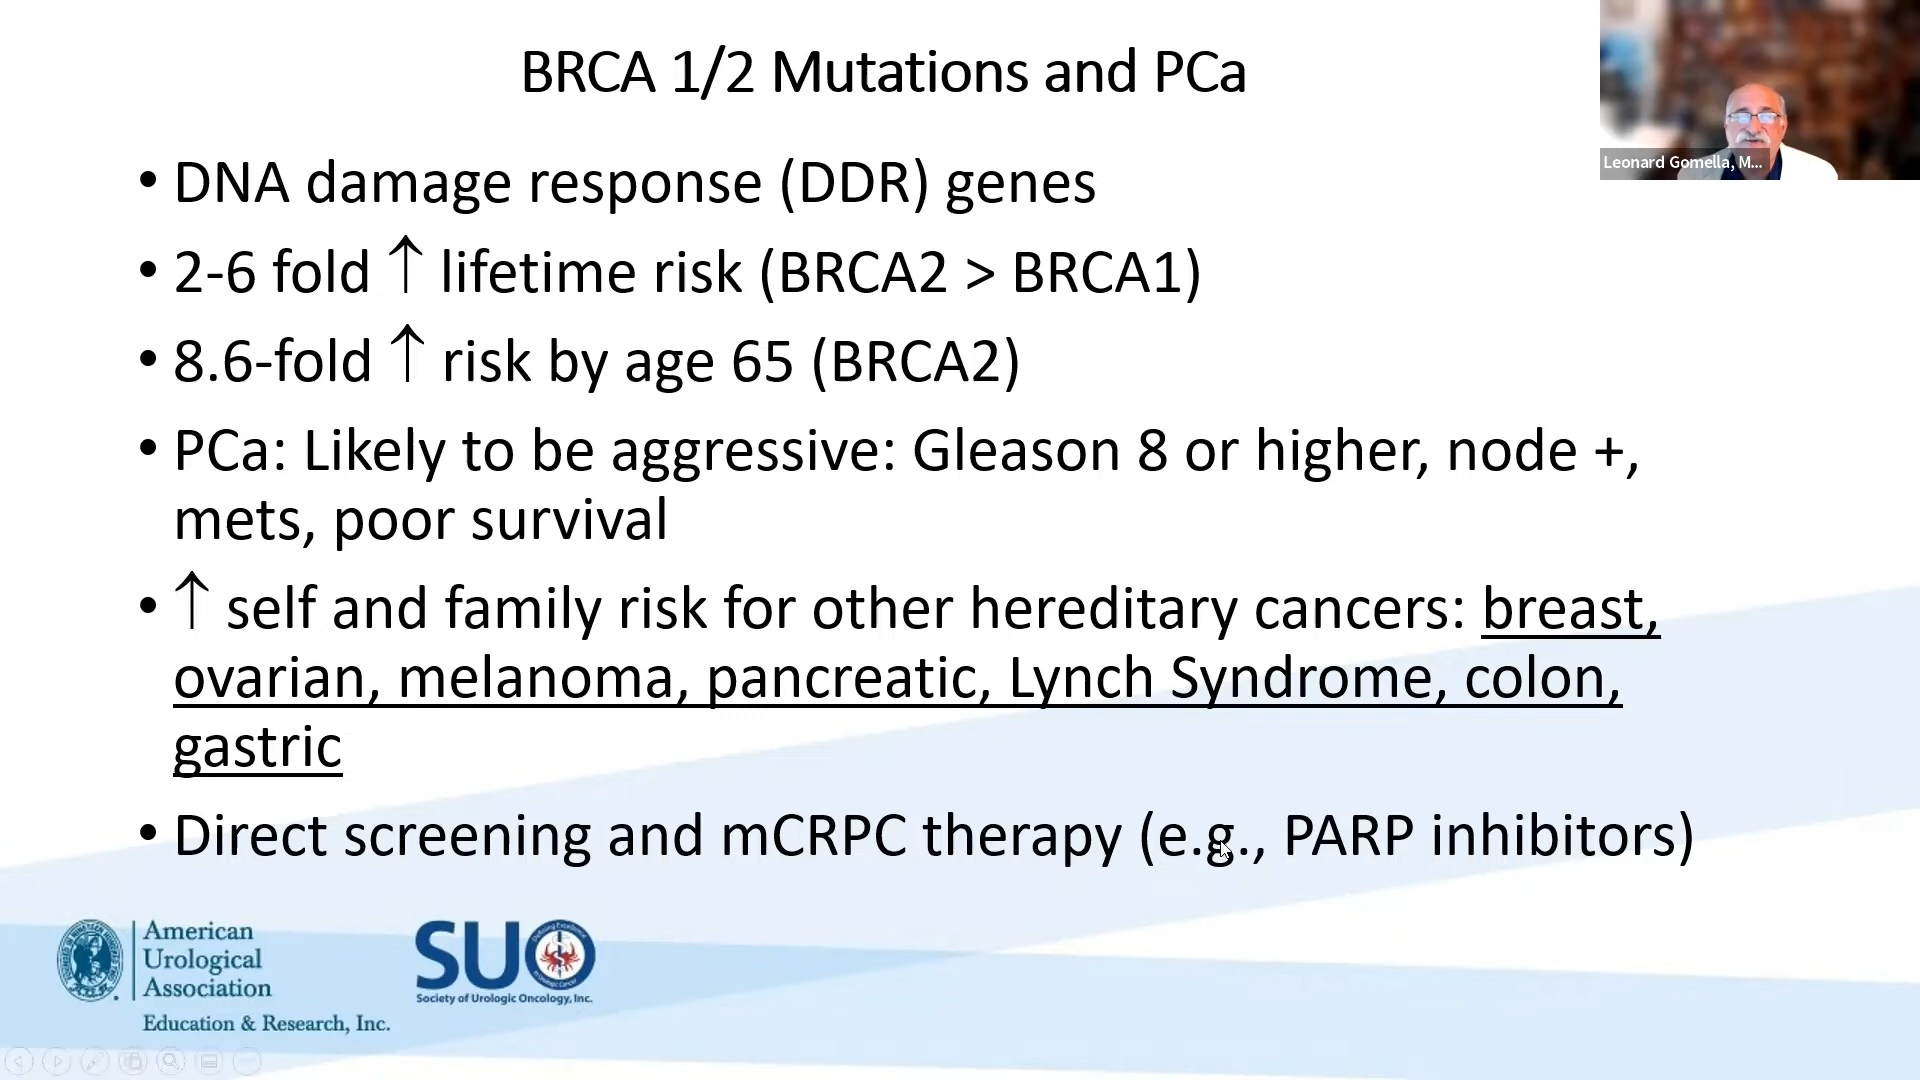 BRCA 1/2 Mutations and PCa
Leonard Gomella, M...
• DNA damage response (DDR) genes
• 2-6 fold ↑ lifetime risk (BRCA2 > BRCA1)
• 8.6-fold ↑ risk by age 65 (BRCA2)
• PCa: Likely to be aggressive: Gleason 8 or higher, node +,
mets, poor survival
• ↑ self and family risk for other hereditary cancers: breast,
ovarian, melanoma, pancreatic, Lynch Syndrome, colon,
gastric
• Direct screening and mCRPC therapy (e.g., PARP inhibitors)
American
Urological
Association
Education & Research, Inc.
SUO
Society of Urologic Oncology, Inc.